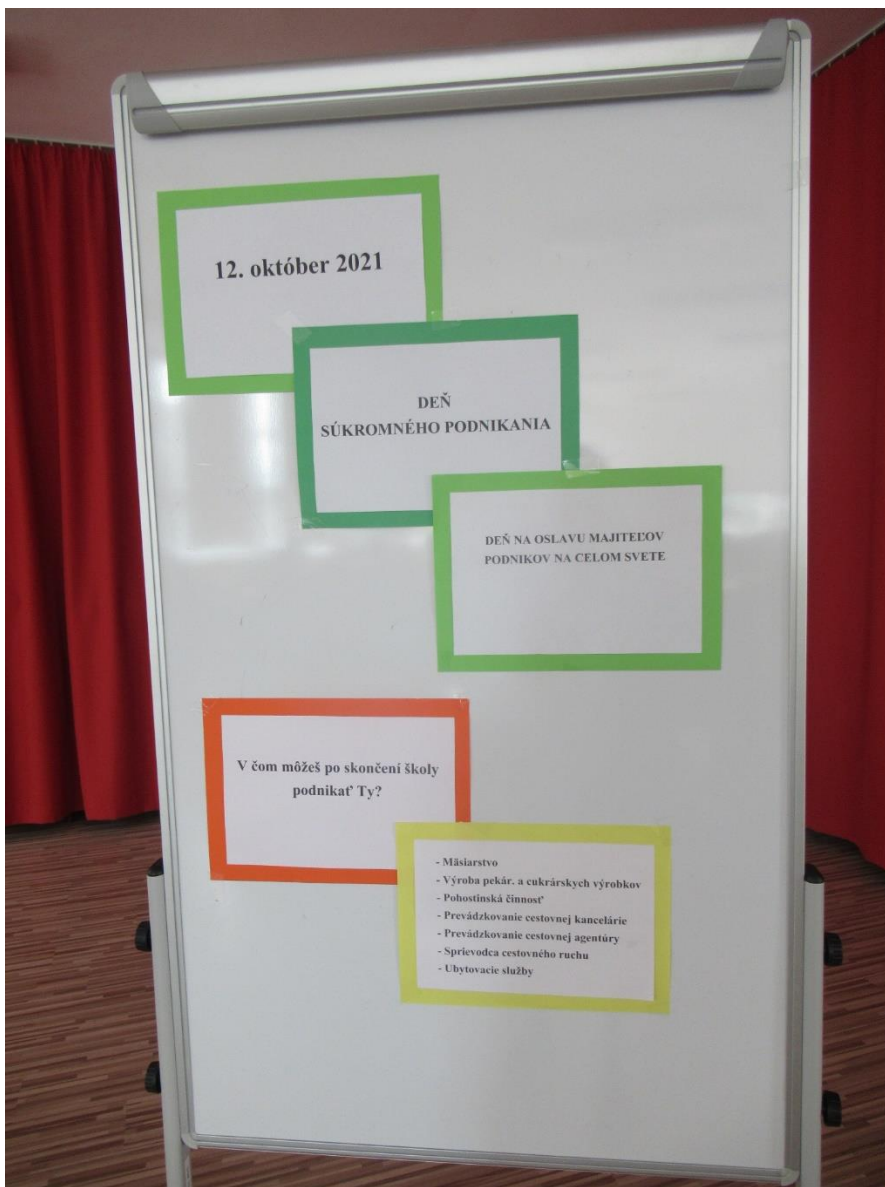 12. október 2021
DEŇ
SÚKROMNÉHO PODNIKANIA
DEŇ NA OSLAVU MAJITEĽOV
PODNIKOV NA CELOM SVETE
V čom môžeš po skončení školy
podnikať Ty?
- Mäsiarstvo
- Výroba pekár. a cukrárskych výrobkov
- Pohostinská činnosť
- Prevádzkovanie cestovnej kancelárie
- Prevádzkovanie cestovnej agentúry
- Sprievodca cestovného ruchu
- Ubytovacie služby